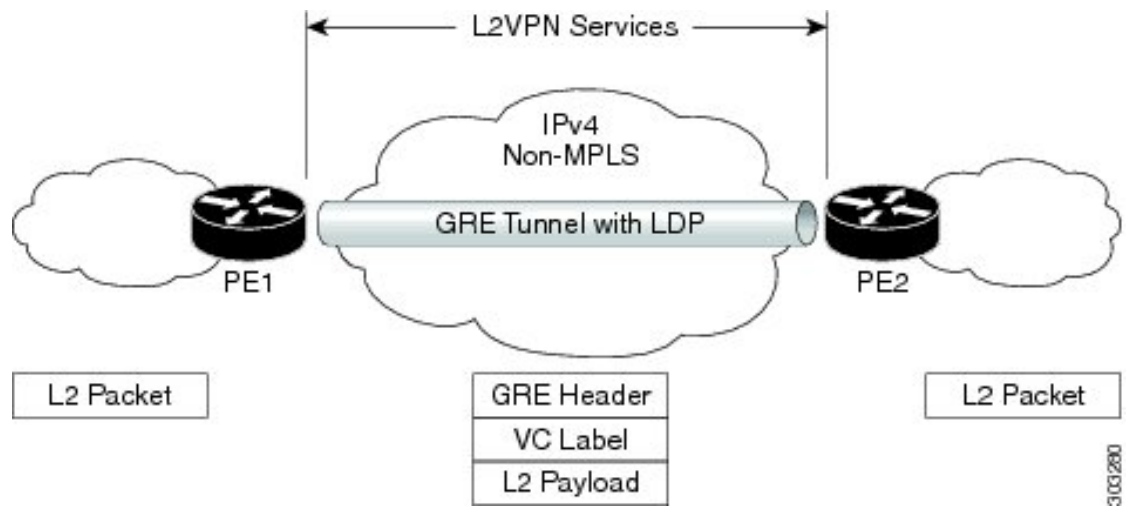 L2VPN Services
IPv4
Non-MPLS
GRE Tunnel with LDP
PE1
PE2
L2 Packet
GRE Header
L2 Packet
VC Label
L2 Payload
303280